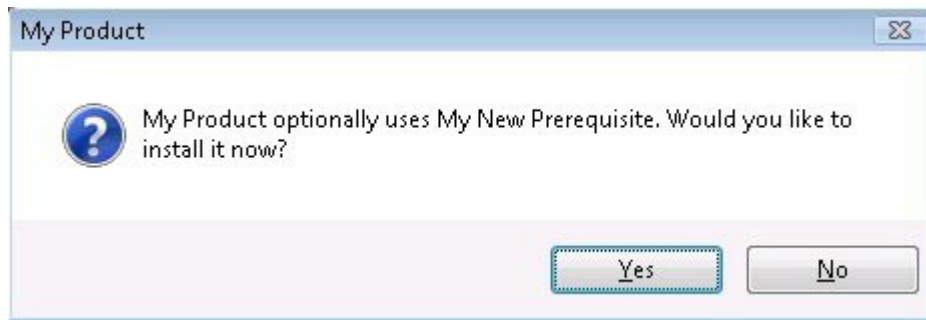 My Product
My Product optionally uses My New Prerequisite. Would you like to
install it now?
Yes
No